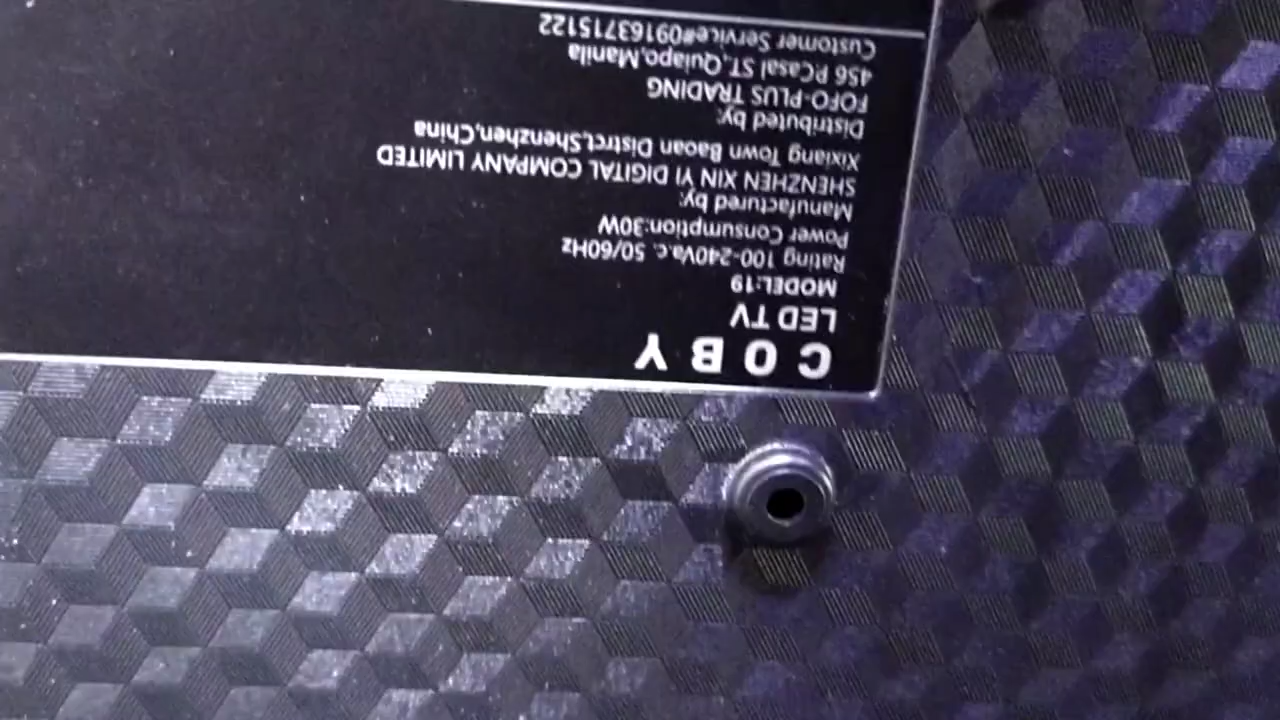 COBY
LED TV
MODEL:19
Rating 100-240Va.c. 50/60Hz
Power Consumption:30W
Manufactured by:
SHENZHEN XIN YI DIGITAL COMPANY LIMITED
Xixiang Town Baoan Distrct,Shenzhen,China
Distributed by:
FOFO-PLUS TRADING
456 P.Casal ST.,Quiapo,Manila
Customer Service#09163715122